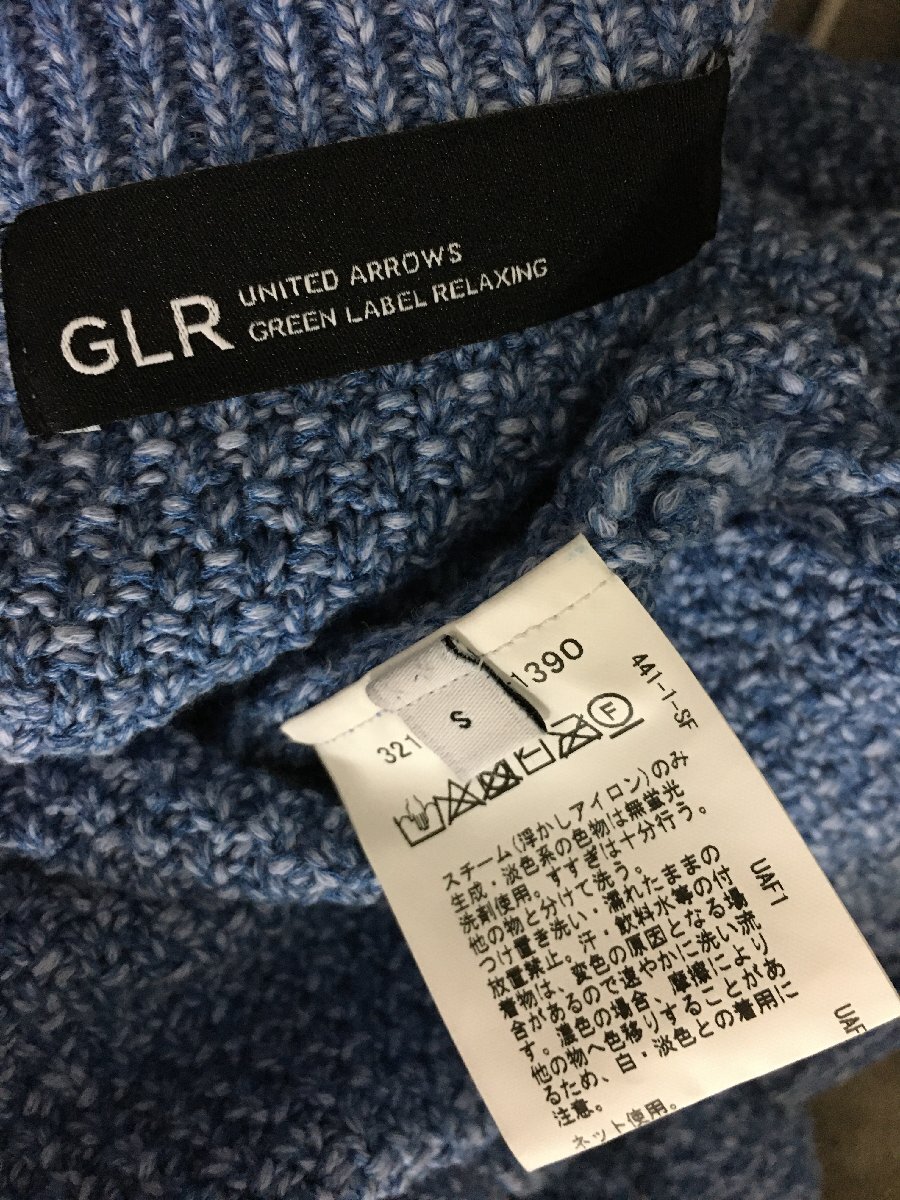 GLR
UNITED ARROWS
GREEN LABEL RELAXING
S
321
1390
441-1-SF
F
スチーム(浮かしアイロン)のみ
生成・淡色系の色物は無蛍光
洗剤使用。すすぎは十分行う。
他の物と分けて洗う。
つけ置き洗い・濡れたままの
放置禁止。汗・飲料水等の付
着物は、変色の原因となる場
合があるので速やかに洗い流
す。濃色の場合、摩擦により
他の物へ色移りすることがあ
るため、白・淡色との着用に
注意。
ネット使用。
UAF1
UAF